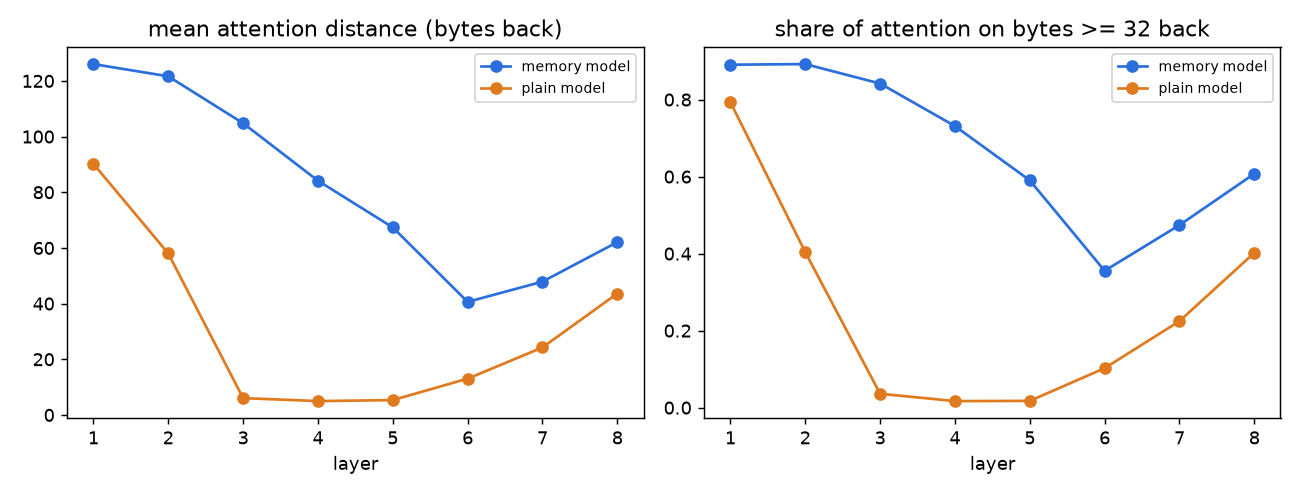 mean attention distance (bytes back)
memory model
plain model
120
100
80
60
40
20
0
1 2 3 4 5 6 7 8
layer
share of attention on bytes >= 32 back
memory model
plain model
0.8
0.6
0.4
0.2
0.0
1 2 3 4 5 6 7 8
layer